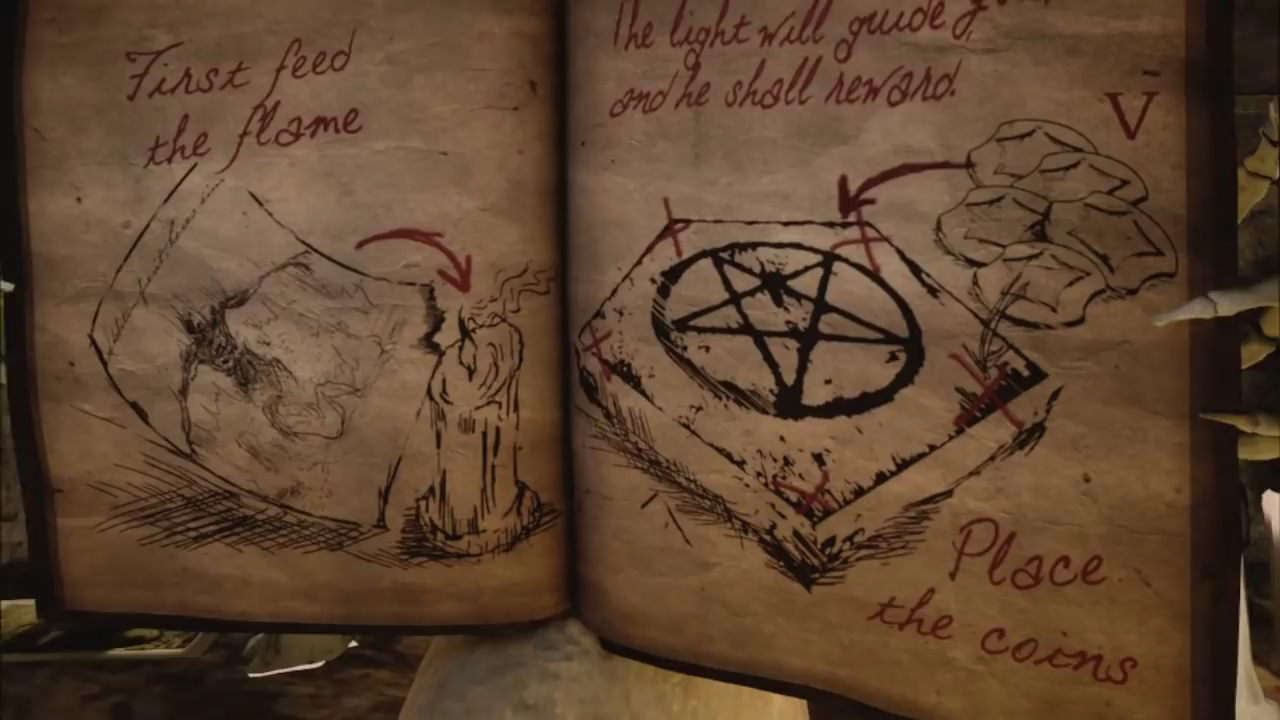 First feed
the flame
The light will guide
and he shall reward.
V̄
Place
the coins